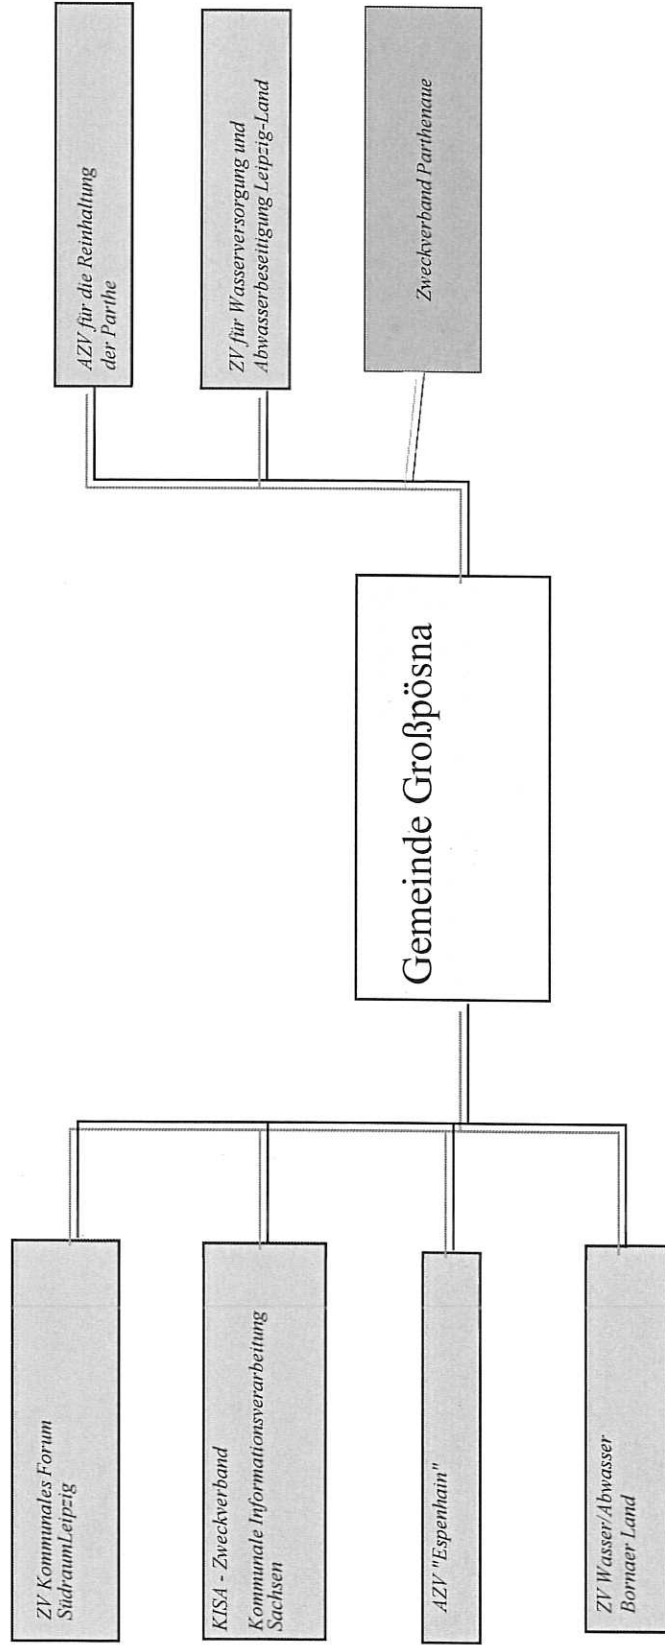 ZV Kommunales Forum
SüdraumLeipzig
KISA - Zweckverband
Kommunale Informationsverarbeitung
Sachsen
AZV "Espenhain"
ZV Wasser/Abwasser
Bornaer Land
Gemeinde Großpösna
AZV für die Reinhaltung
der Parthe
ZV für Wasserversorgung und
Abwasserbeseitigung Leipzig-Land
Zweckverband Parthenaue